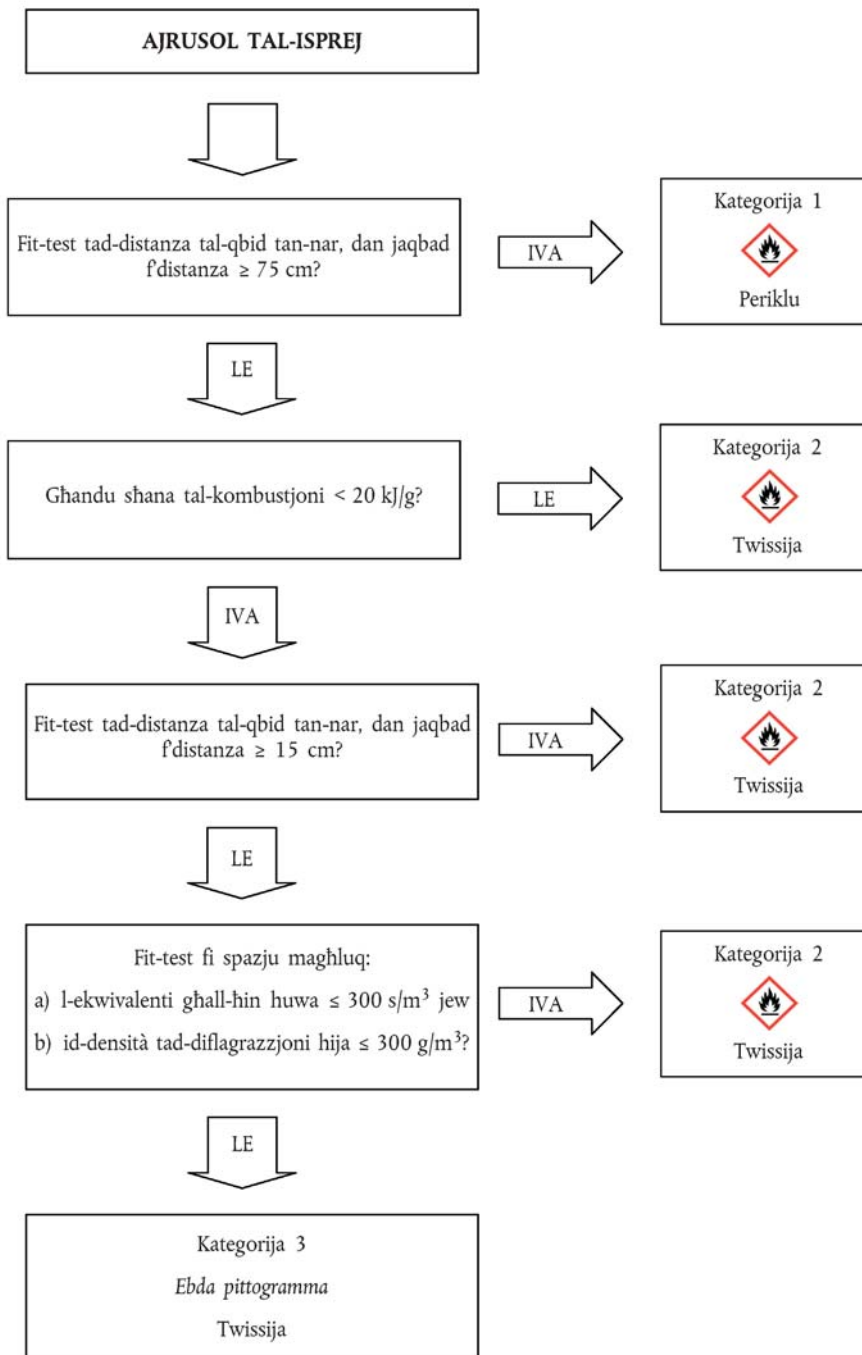 AJRUSOL TAL-ISPREJ
Fit-test tad-distanza tal-qbid tan-nar, dan jaqbad
f'distanza ≥ 75 cm?
IVA
Kategorija 1
Periklu
LE
Għandu sħana tal-kombustjoni < 20 kJ/g?
LE
Kategorija 2
Twissija
IVA
Fit-test tad-distanza tal-qbid tan-nar, dan jaqbad
f'distanza ≥ 15 cm?
IVA
Kategorija 2
Twissija
LE
Fit-test fi spazju magħluq:
a) l-ekwivalenti għall-ħin huwa ≤ 300 s/m³ jew
b) id-densità tad-diflagrazzjoni hija ≤ 300 g/m³?
IVA
Kategorija 2
Twissija
LE
Kategorija 3
Ebda pittogramma
Twissija